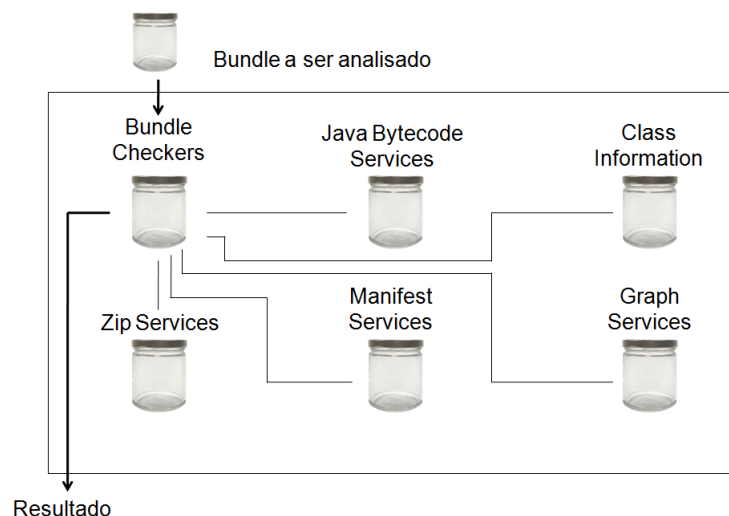 Bundle a ser analisado
Bundle
Checkers
Java Bytecode
Services
Class
Information
Zip Services
Manifest
Services
Graph
Services
Resultado